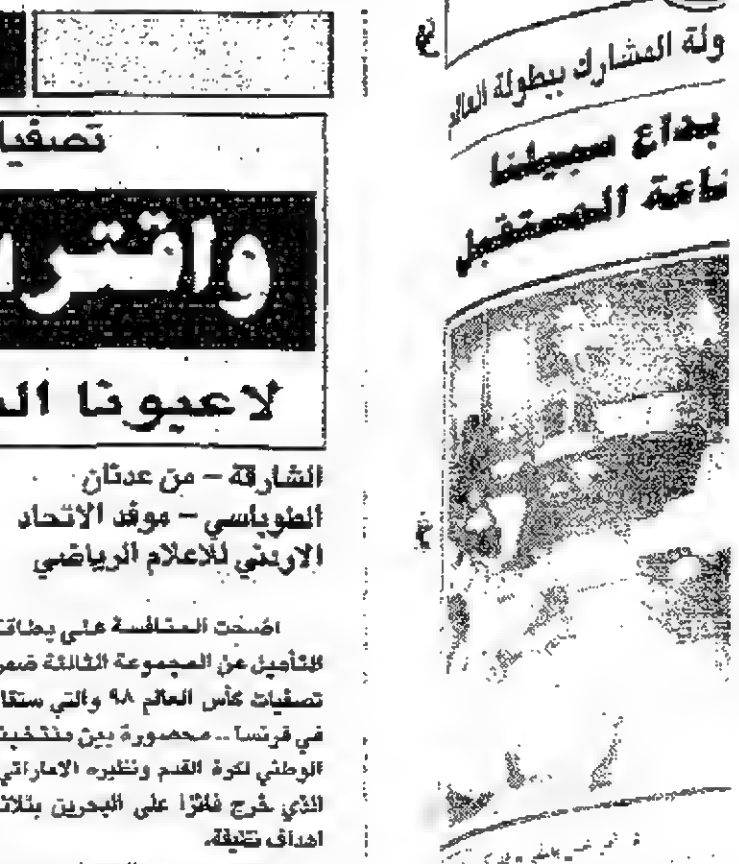 ولة المشارك ببطولة العالم
بداع سبيلنا
ناعة المستقبل
تصفيا
واقترا
لاعبونا ال
الشارقة – من عدنان
الطوباسي – موفد الاتحاد
الاردني للاعلام الرياضي
اضحت المنافسة على بطاقة
التأهيل عن المجموعة الثالثة ضمن
تصفيات كأس العالم ٩٨ والتي ستقا
في فرنسا .. محصورة بين منتخبنا
الوطني لكرة القدم ونظيره الاماراتي
الذي خرج فائزا على البحرين بثلاثة
اهداف نظيفة.